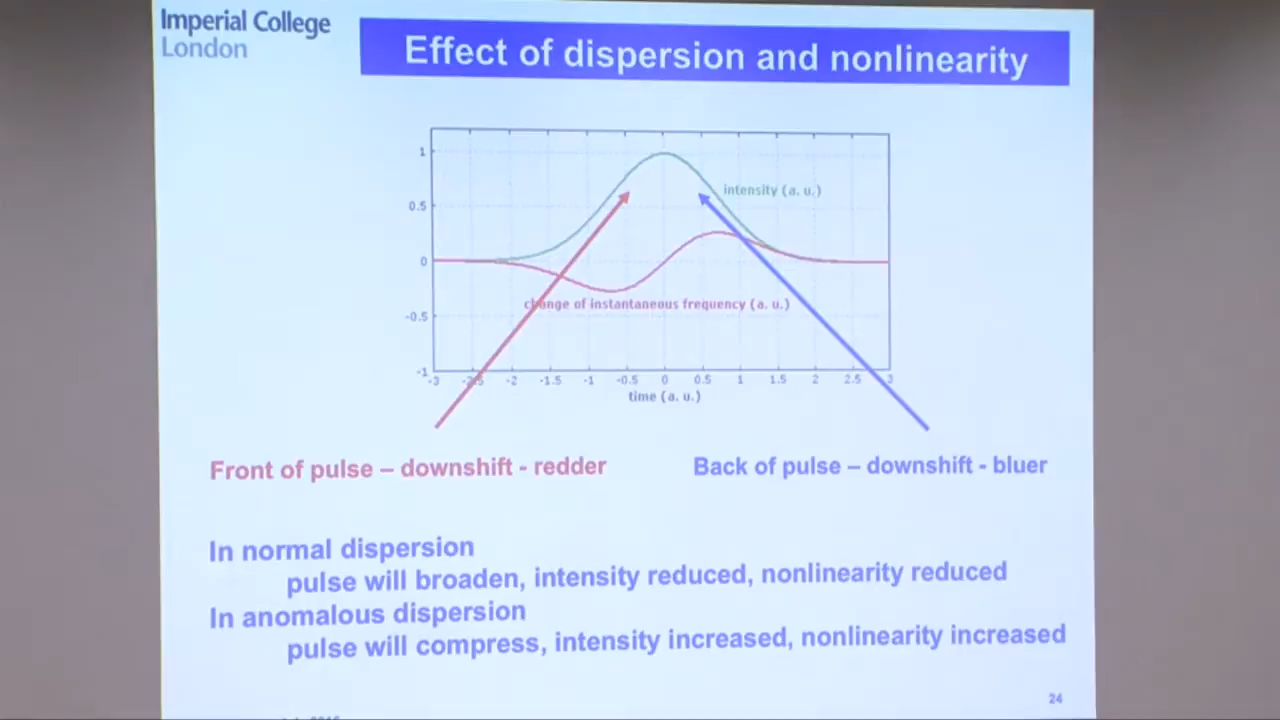 Imperial College
London
Effect of dispersion and nonlinearity
1
0.5
0
-0.5
-1
intensity (a. u.)
change of instantaneous frequency (a. u.)
-3 -2.5 -2 -1.5 -1 -0.5 0 0.5 1 1.5 2 2.5 3
time (a. u.)
Front of pulse – downshift - redder
Back of pulse – downshift - bluer
In normal dispersion
pulse will broaden, intensity reduced, nonlinearity reduced
In anomalous dispersion
pulse will compress, intensity increased, nonlinearity increased
24